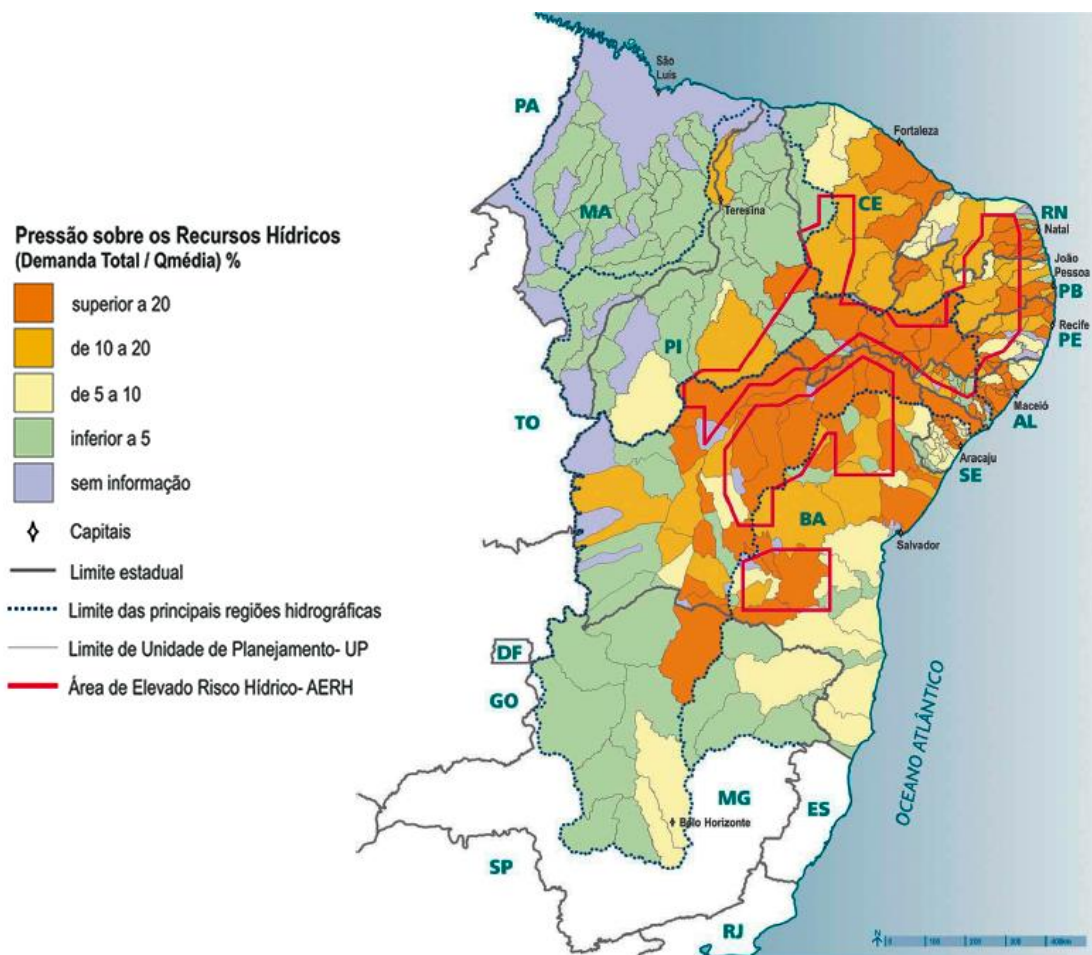 São
Luís
PA
Fortaleza
MA
CE
Teresina
RN
Natal
João
Pessoa
PB
Recife
PE
PI
TO
Maceió
AL
Aracaju
SE
BA
Salvador
Pressão sobre os Recursos Hídricos
(Demanda Total / Qmédia) %
superior a 20
de 10 a 20
de 5 a 10
inferior a 5
sem informação
Capitais
Limite estadual
Limite das principais regiões hidrográficas
Limite de Unidade de Planejamento- UP
Área de Elevado Risco Hídrico- AERH
DF
GO
OCEANO ATLÂNTICO
MG
ES
Belo Horizonte
SP
RJ
N
0
100